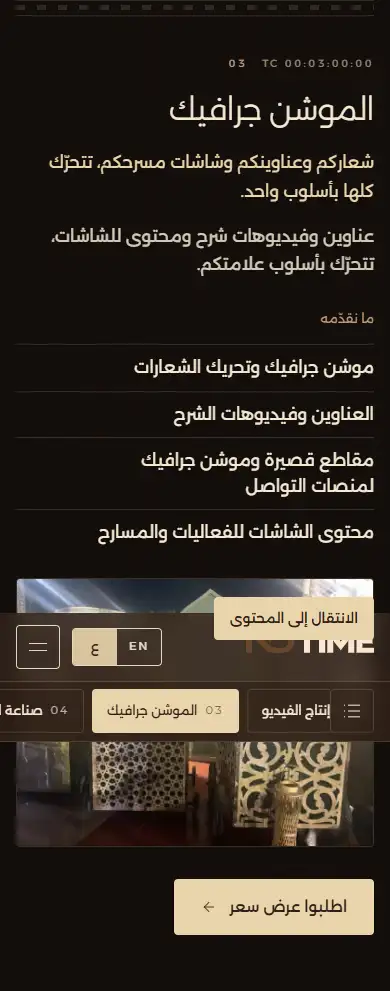 03 TC 00:03:00:00
الموشن جرافيك
شعاركم وعناوينكم وشاشات مسرحكم، تتحرّك
كلها بأسلوب واحد.
عناوين وفيديوهات شرح ومحتوى للشاشات،
تتحرّك بأسلوب علامتكم.
ما نقدّمه
موشن جرافيك وتحريك الشعارات
العناوين وفيديوهات الشرح
مقاطع قصيرة وموشن جرافيك
لمنصات التواصل
محتوى الشاشات للفعاليات والمسارح
الانتقال إلى المحتوى
TIME
EN ع
إنتاج الفيديو
03 الموشن جرافيك
04 صناعة
اطلبوا عرض سعر ←